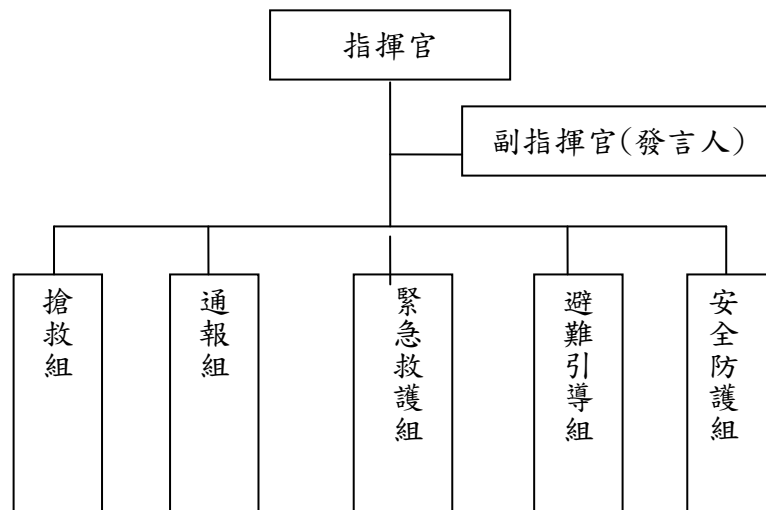 指揮官
副指揮官(發言人)
搶救組
通報組
緊急救護組
避難引導組
安全防護組